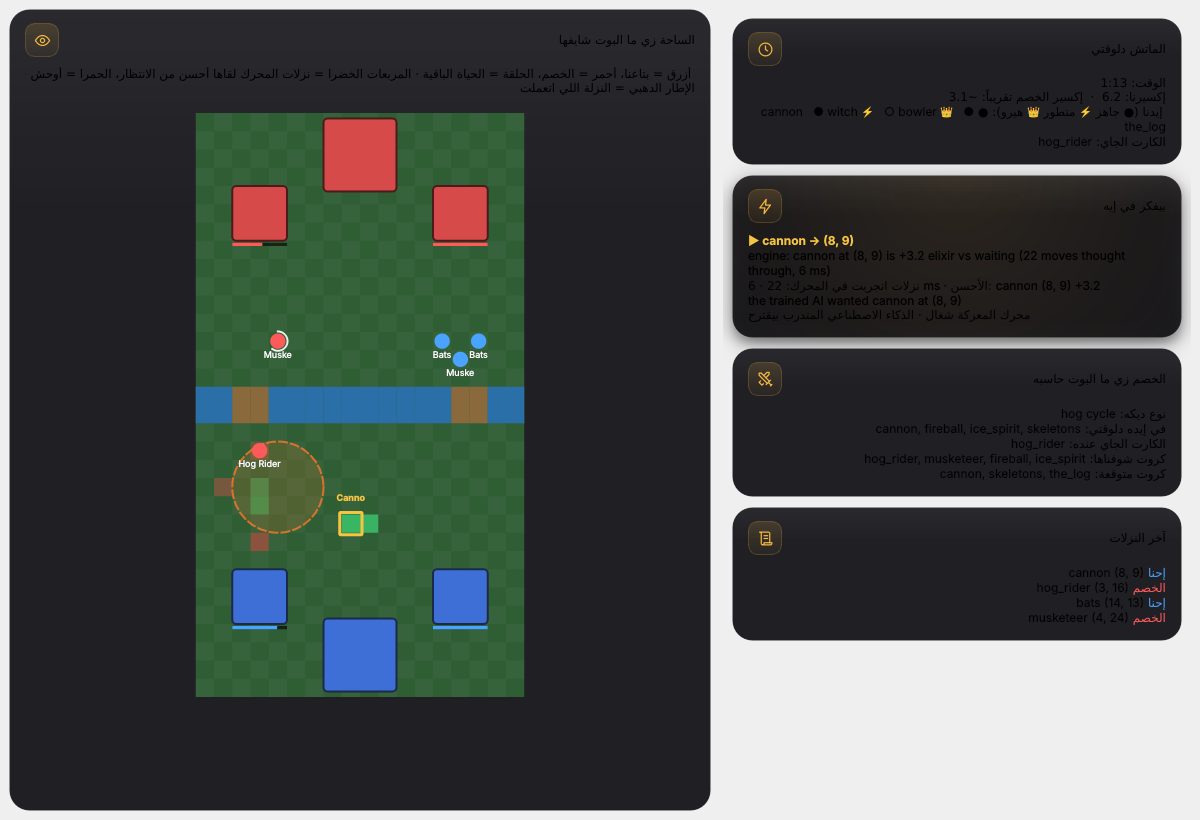 الساحة زي ما البوت شايفها
أزرق = بتاعنا، أحمر = الخصم، الحلقة = الحياة الباقية · المربعات الخضرا = نزلات المحرك لقاها أحسن من الانتظار، الحمرا = أوحش ·
الإطار الدهبي = النزلة اللي اتعملت
Muske
Bats
Bats
Muske
Hog Rider
Canno
الماتش دلوقتي
الوقت: 1:13
إكسيرنا: 6.2 · إكسير الخصم تقريباً: ~3.1
إيدنا (● جاهز ⚡ متطور 👑 هيرو): ● cannon ● witch ⚡ ○ bowler 👑 ●
the_log
الكارت الجاي: hog_rider
بيفكر في إيه
▶ cannon → (8, 9)
engine: cannon at (8, 9) is +3.2 elixir vs waiting (22 moves thought
through, 6 ms)
نزلات اتجربت في المحرك: 22 · 6 ms · الأحسن: cannon (8, 9) +3.2
the trained AI wanted cannon at (8, 9)
محرك المعركة شغال · الذكاء الاصطناعي المتدرب بيقترح
الخصم زي ما البوت حاسبه
نوع ديكه: hog cycle
في إيده دلوقتي: cannon, fireball, ice_spirit, skeletons
الكارت الجاي عنده: hog_rider
كروت شوفناها: hog_rider, musketeer, fireball, ice_spirit
كروت متوقعة: cannon, skeletons, the_log
آخر النزلات
إحنا cannon (8, 9)
الخصم hog_rider (3, 16)
إحنا bats (14, 13)
الخصم musketeer (4, 24)